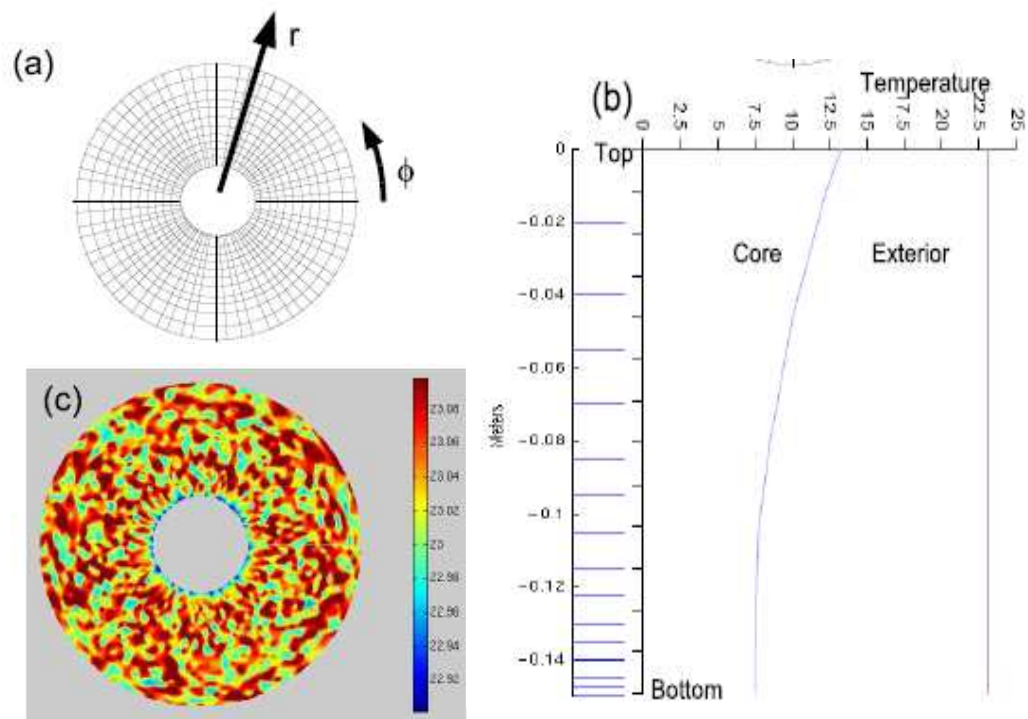 (a)
r
ϕ
(b)
Temperature
0
2.5
5
7.5
10
12.5
15
17.5
20
22.5
25
0
Top
-0.02
-0.04
-0.06
-0.08
-0.1
-0.12
-0.14
Meters
Core
Exterior
Bottom
(c)
23.08
23.06
23.04
23.02
23
22.98
22.96
22.94
22.92